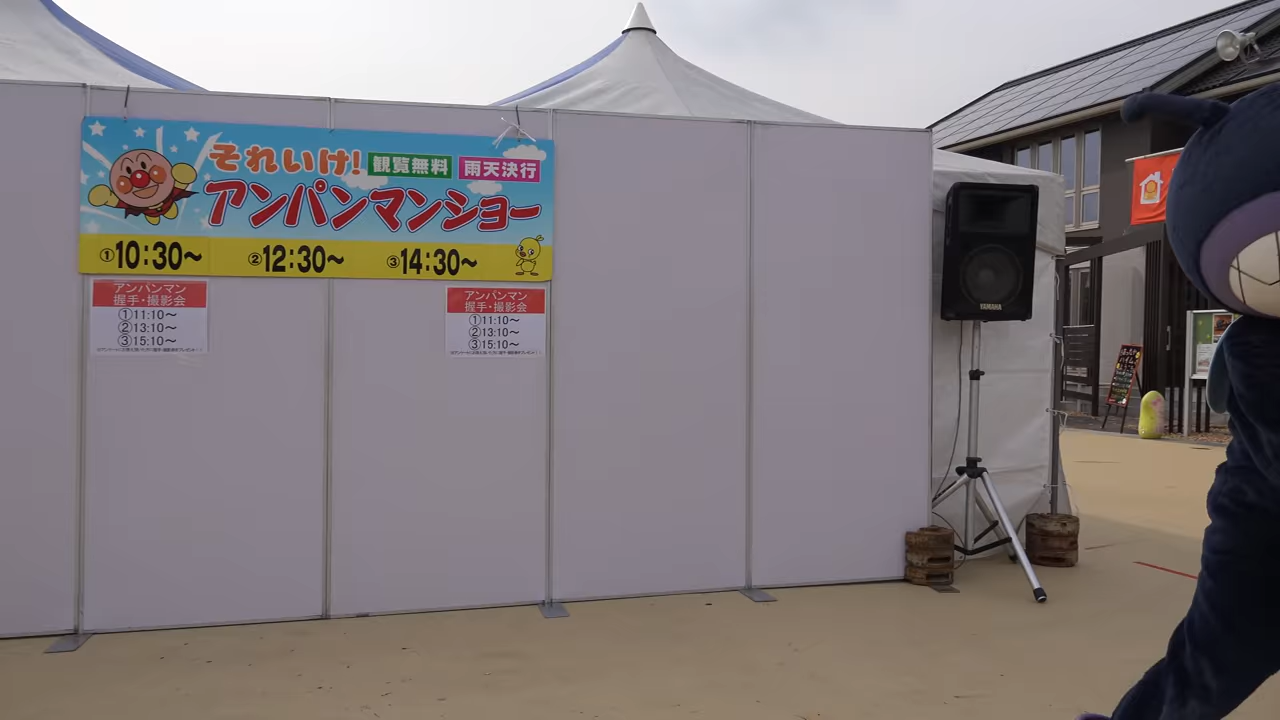 それいけ! 観覧無料 雨天決行
アンパンマンショー
①10:30～ ②12:30～ ③14:30～
アンパンマン
握手・撮影会
①11:10～
②13:10～
③15:10～
アンパンマン
握手・撮影会
①11:10～
②13:10～
③15:10～
YAMAHA